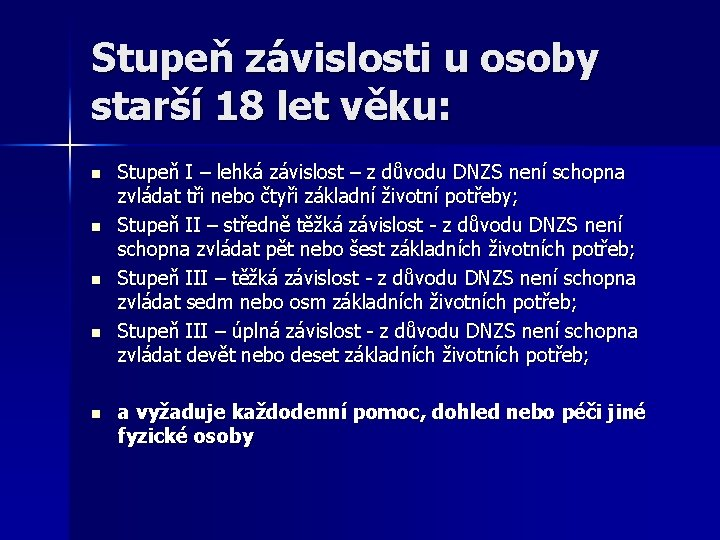 Stupeň závislosti u osoby
starší 18 let věku:
Stupeň I – lehká závislost – z důvodu DNZS není schopna
zvládat tři nebo čtyři základní životní potřeby;
Stupeň II – středně těžká závislost - z důvodu DNZS není
schopna zvládat pět nebo šest základních životních potřeb;
Stupeň III – těžká závislost - z důvodu DNZS není schopna
zvládat sedm nebo osm základních životních potřeb;
Stupeň III – úplná závislost - z důvodu DNZS není schopna
zvládat devět nebo deset základních životních potřeb;
a vyžaduje každodenní pomoc, dohled nebo péči jiné
fyzické osoby